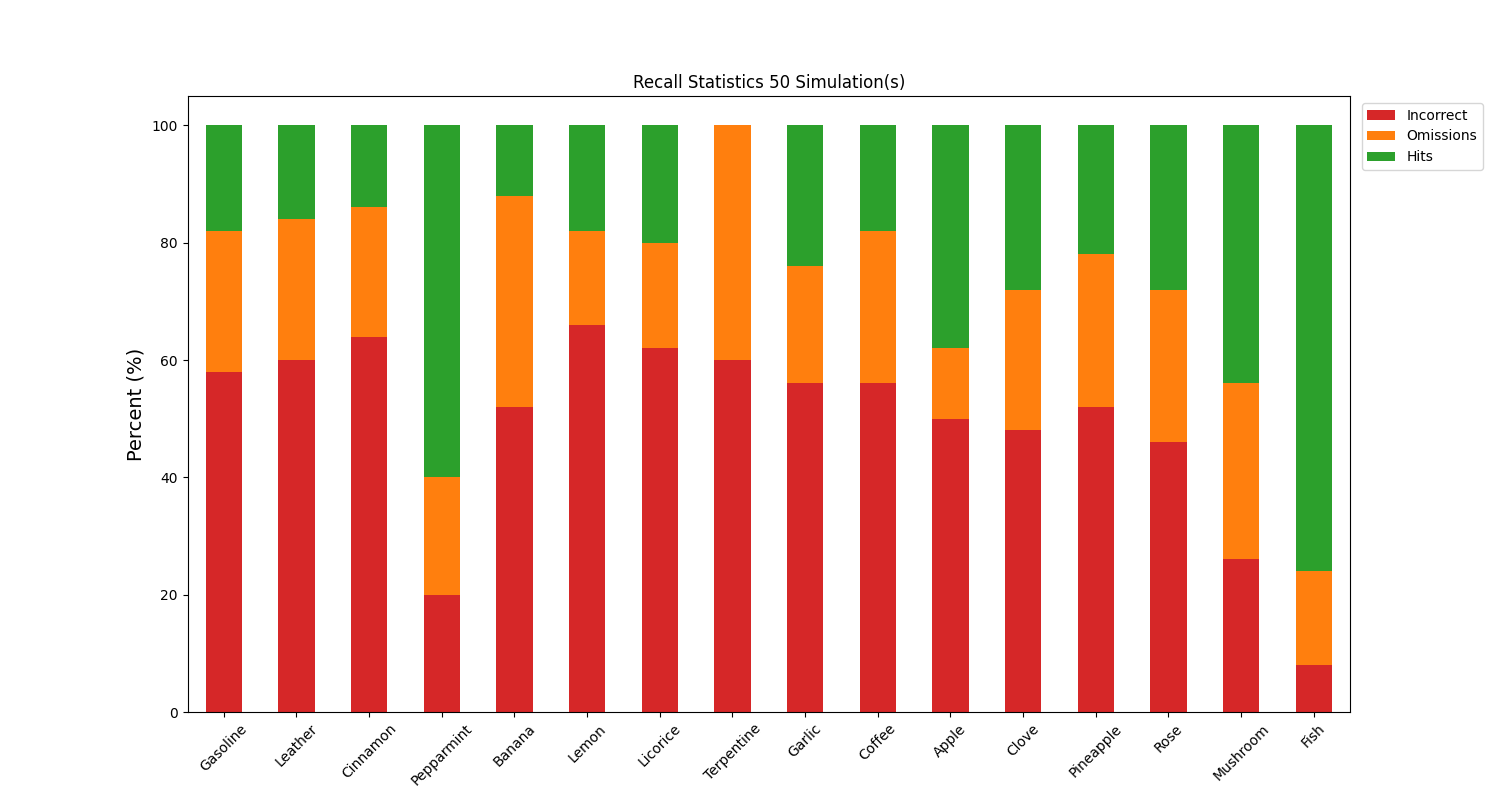 Recall Statistics 50 Simulation(s)
Incorrect
Omissions
Hits
Percent (%)
100
80
60
40
20
0
Gasoline
Leather
Cinnamon
Pepparmint
Banana
Lemon
Licorice
Terpentine
Garlic
Coffee
Apple
Clove
Pineapple
Rose
Mushroom
Fish